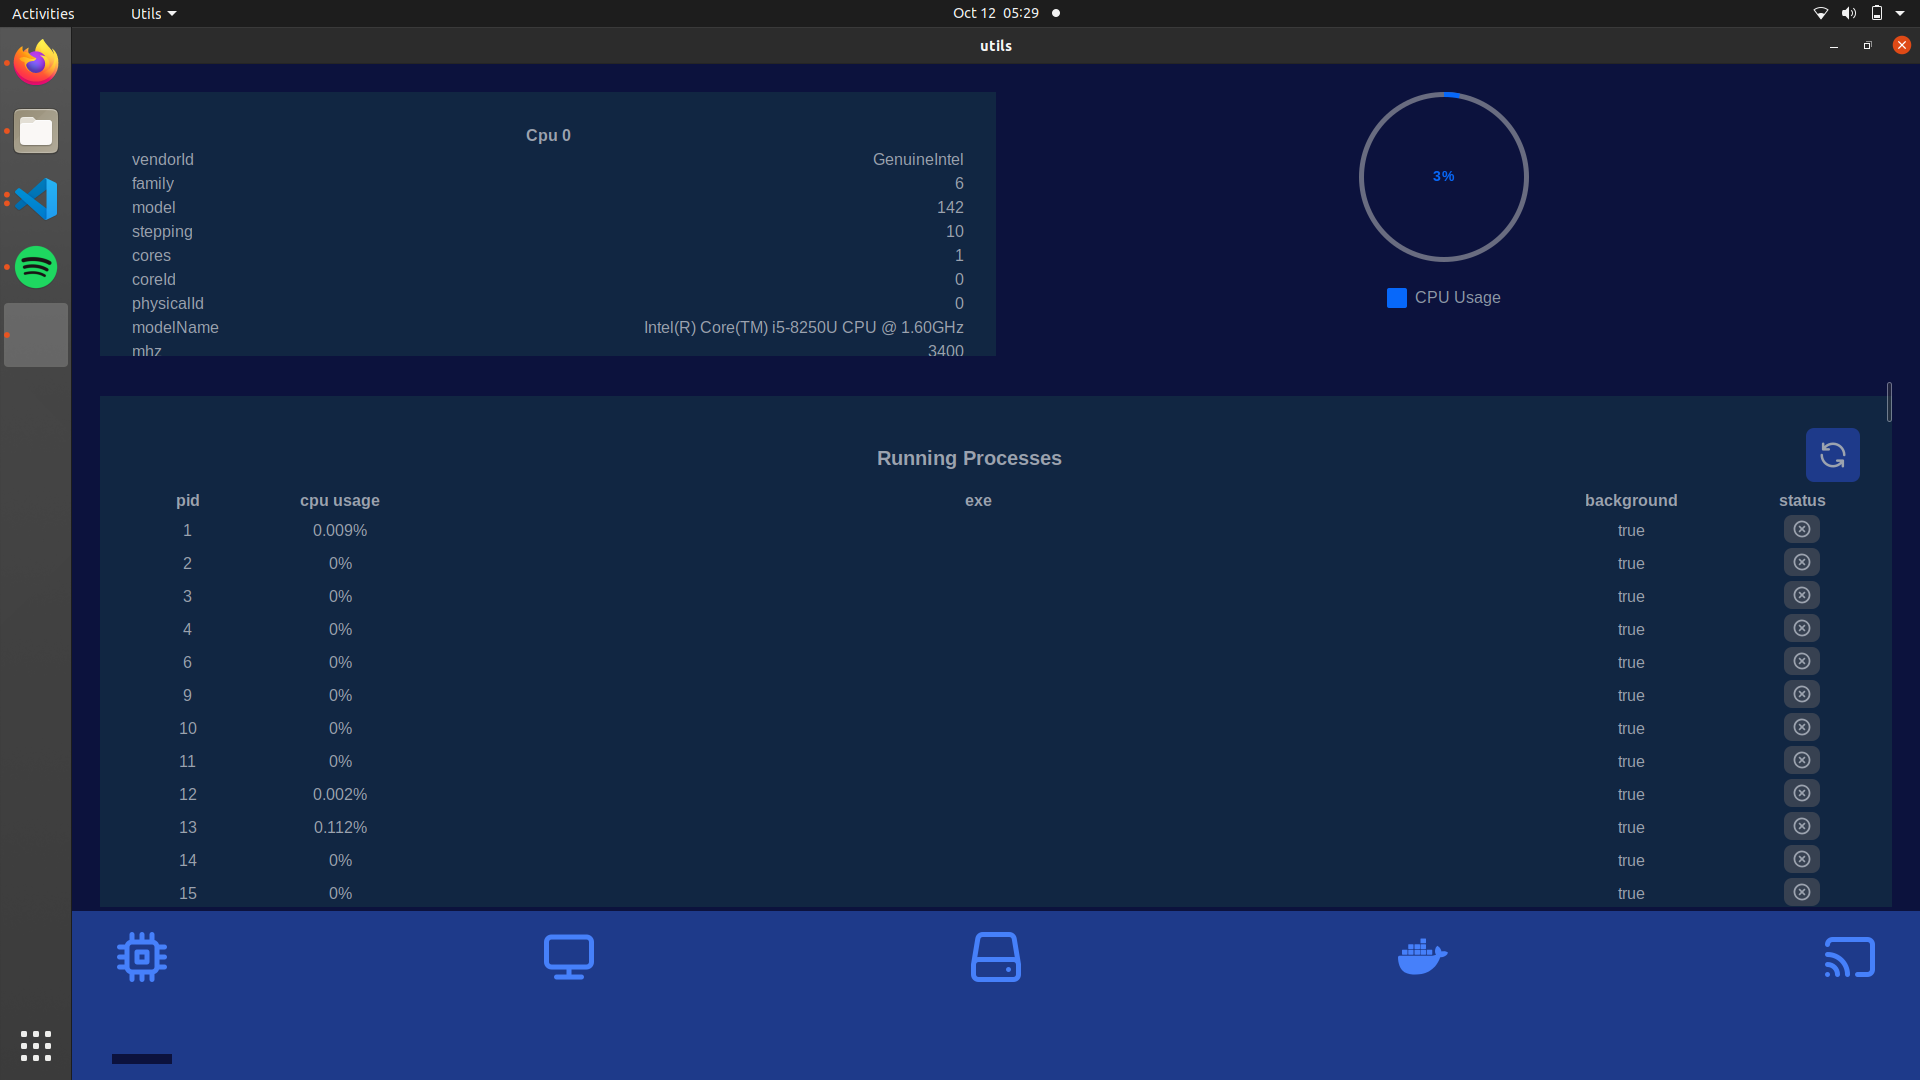 Activities Utils Oct 12 05:29
utils
Cpu 0
vendorId GenuineIntel
family 6
model 142
stepping 10
cores 1
coreId 0
physicalId 0
modelName Intel(R) Core(TM) i5-8250U CPU @ 1.60GHz
mhz 3400
3%
CPU Usage
Running Processes
pid cpu usage exe background status
1 0.009% true
2 0% true
3 0% true
4 0% true
6 0% true
9 0% true
10 0% true
11 0% true
12 0.002% true
13 0.112% true
14 0% true
15 0% true